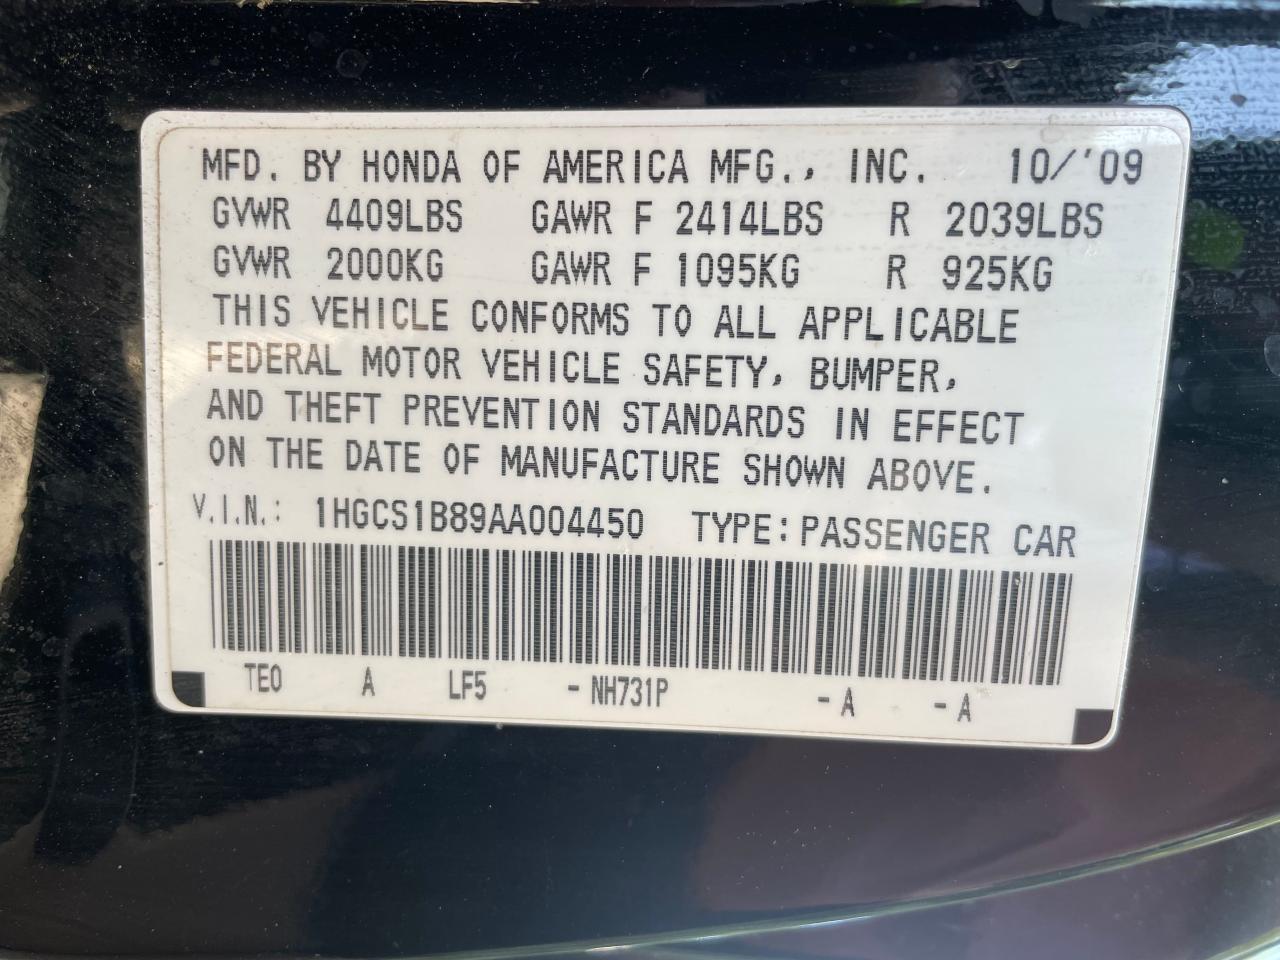 MFD. BY HONDA OF AMERICA MFG., INC. 10/'09
GVWR 4409LBS GAWR F 2414LBS R 2039LBS
GVWR 2000KG GAWR F 1095KG R 925KG
THIS VEHICLE CONFORMS TO ALL APPLICABLE
FEDERAL MOTOR VEHICLE SAFETY, BUMPER,
AND THEFT PREVENTION STANDARDS IN EFFECT
ON THE DATE OF MANUFACTURE SHOWN ABOVE.
V.I.N.: 1HGCS1B89AA004450 TYPE: PASSENGER CAR
TE0 A LF5 - NH731P - A - A